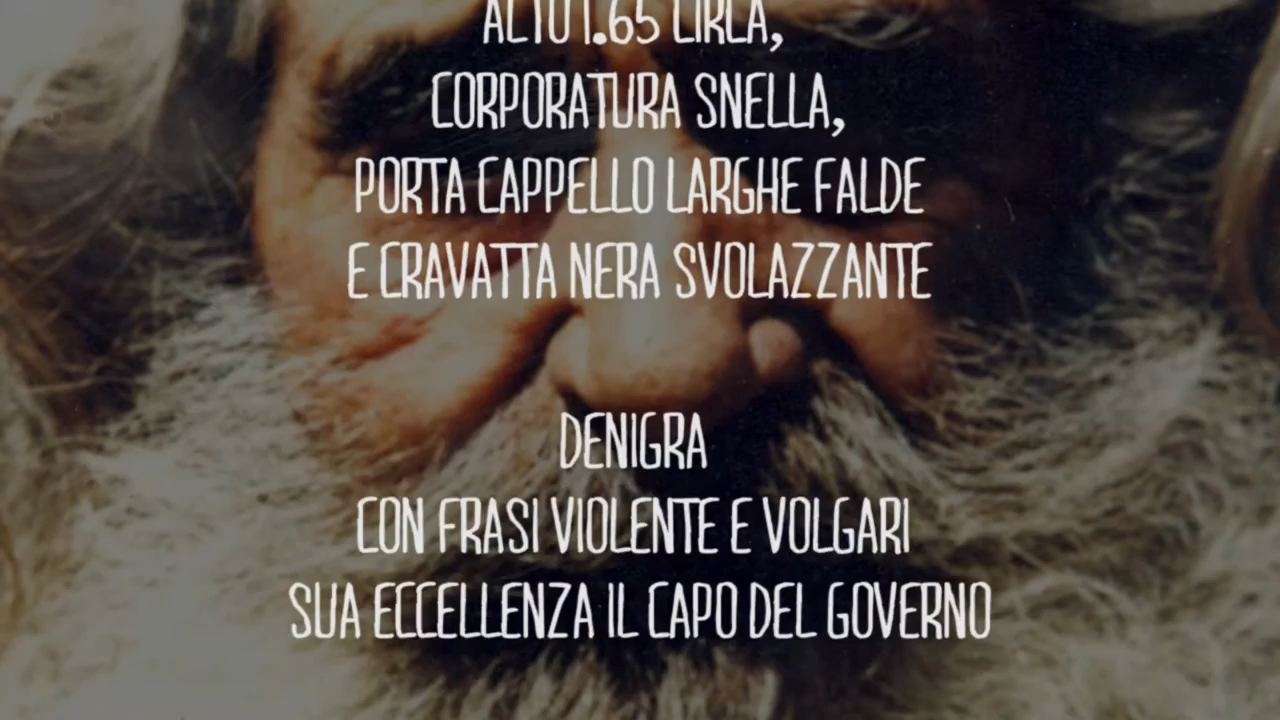 ALTO 1.65 CIRCA,
CORPORATURA SNELLA,
PORTA CAPPELLO LARGHE FALDE
E CRAVATTA NERA SVOLAZZANTE
DENIGRA
CON FRASI VIOLENTE E VOLGARI
SUA ECCELLENZA IL CAPO DEL GOVERNO